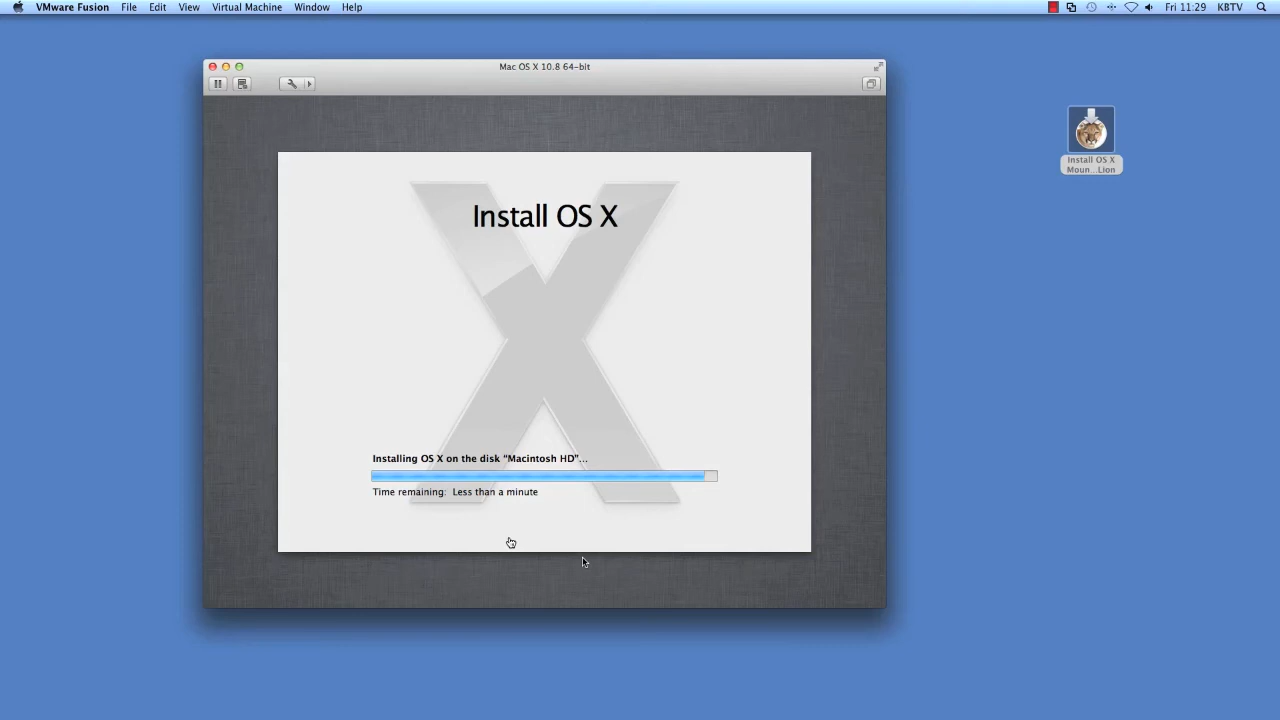 VMware Fusion File Edit View Virtual Machine Window Help Fri 11:29 KBTV
Mac OS X 10.8 64-bit
Install OS X
Moun...Lion
Install OS X
Installing OS X on the disk “Macintosh HD”...
Time remaining: Less than a minute